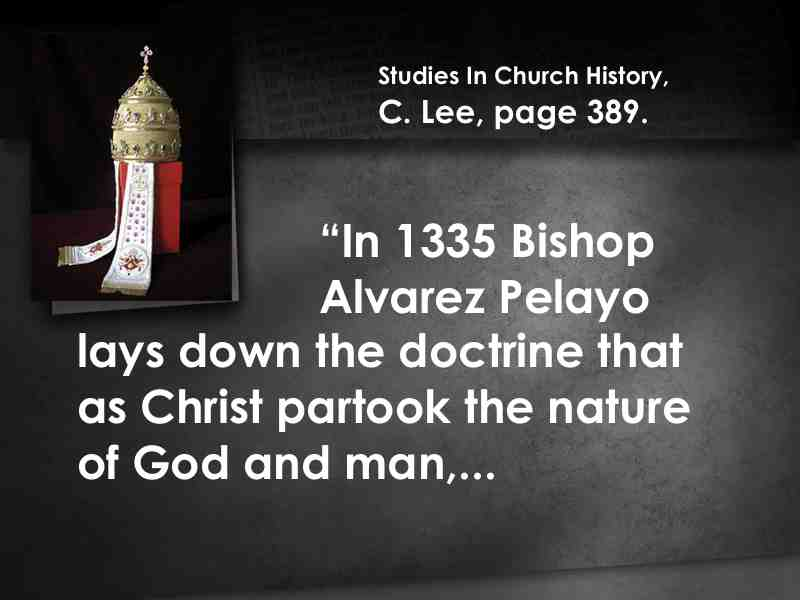 Studies In Church History,
C. Lee, page 389.
“In 1335 Bishop
Alvarez Pelayo
lays down the doctrine that
as Christ partook the nature
of God and man,...